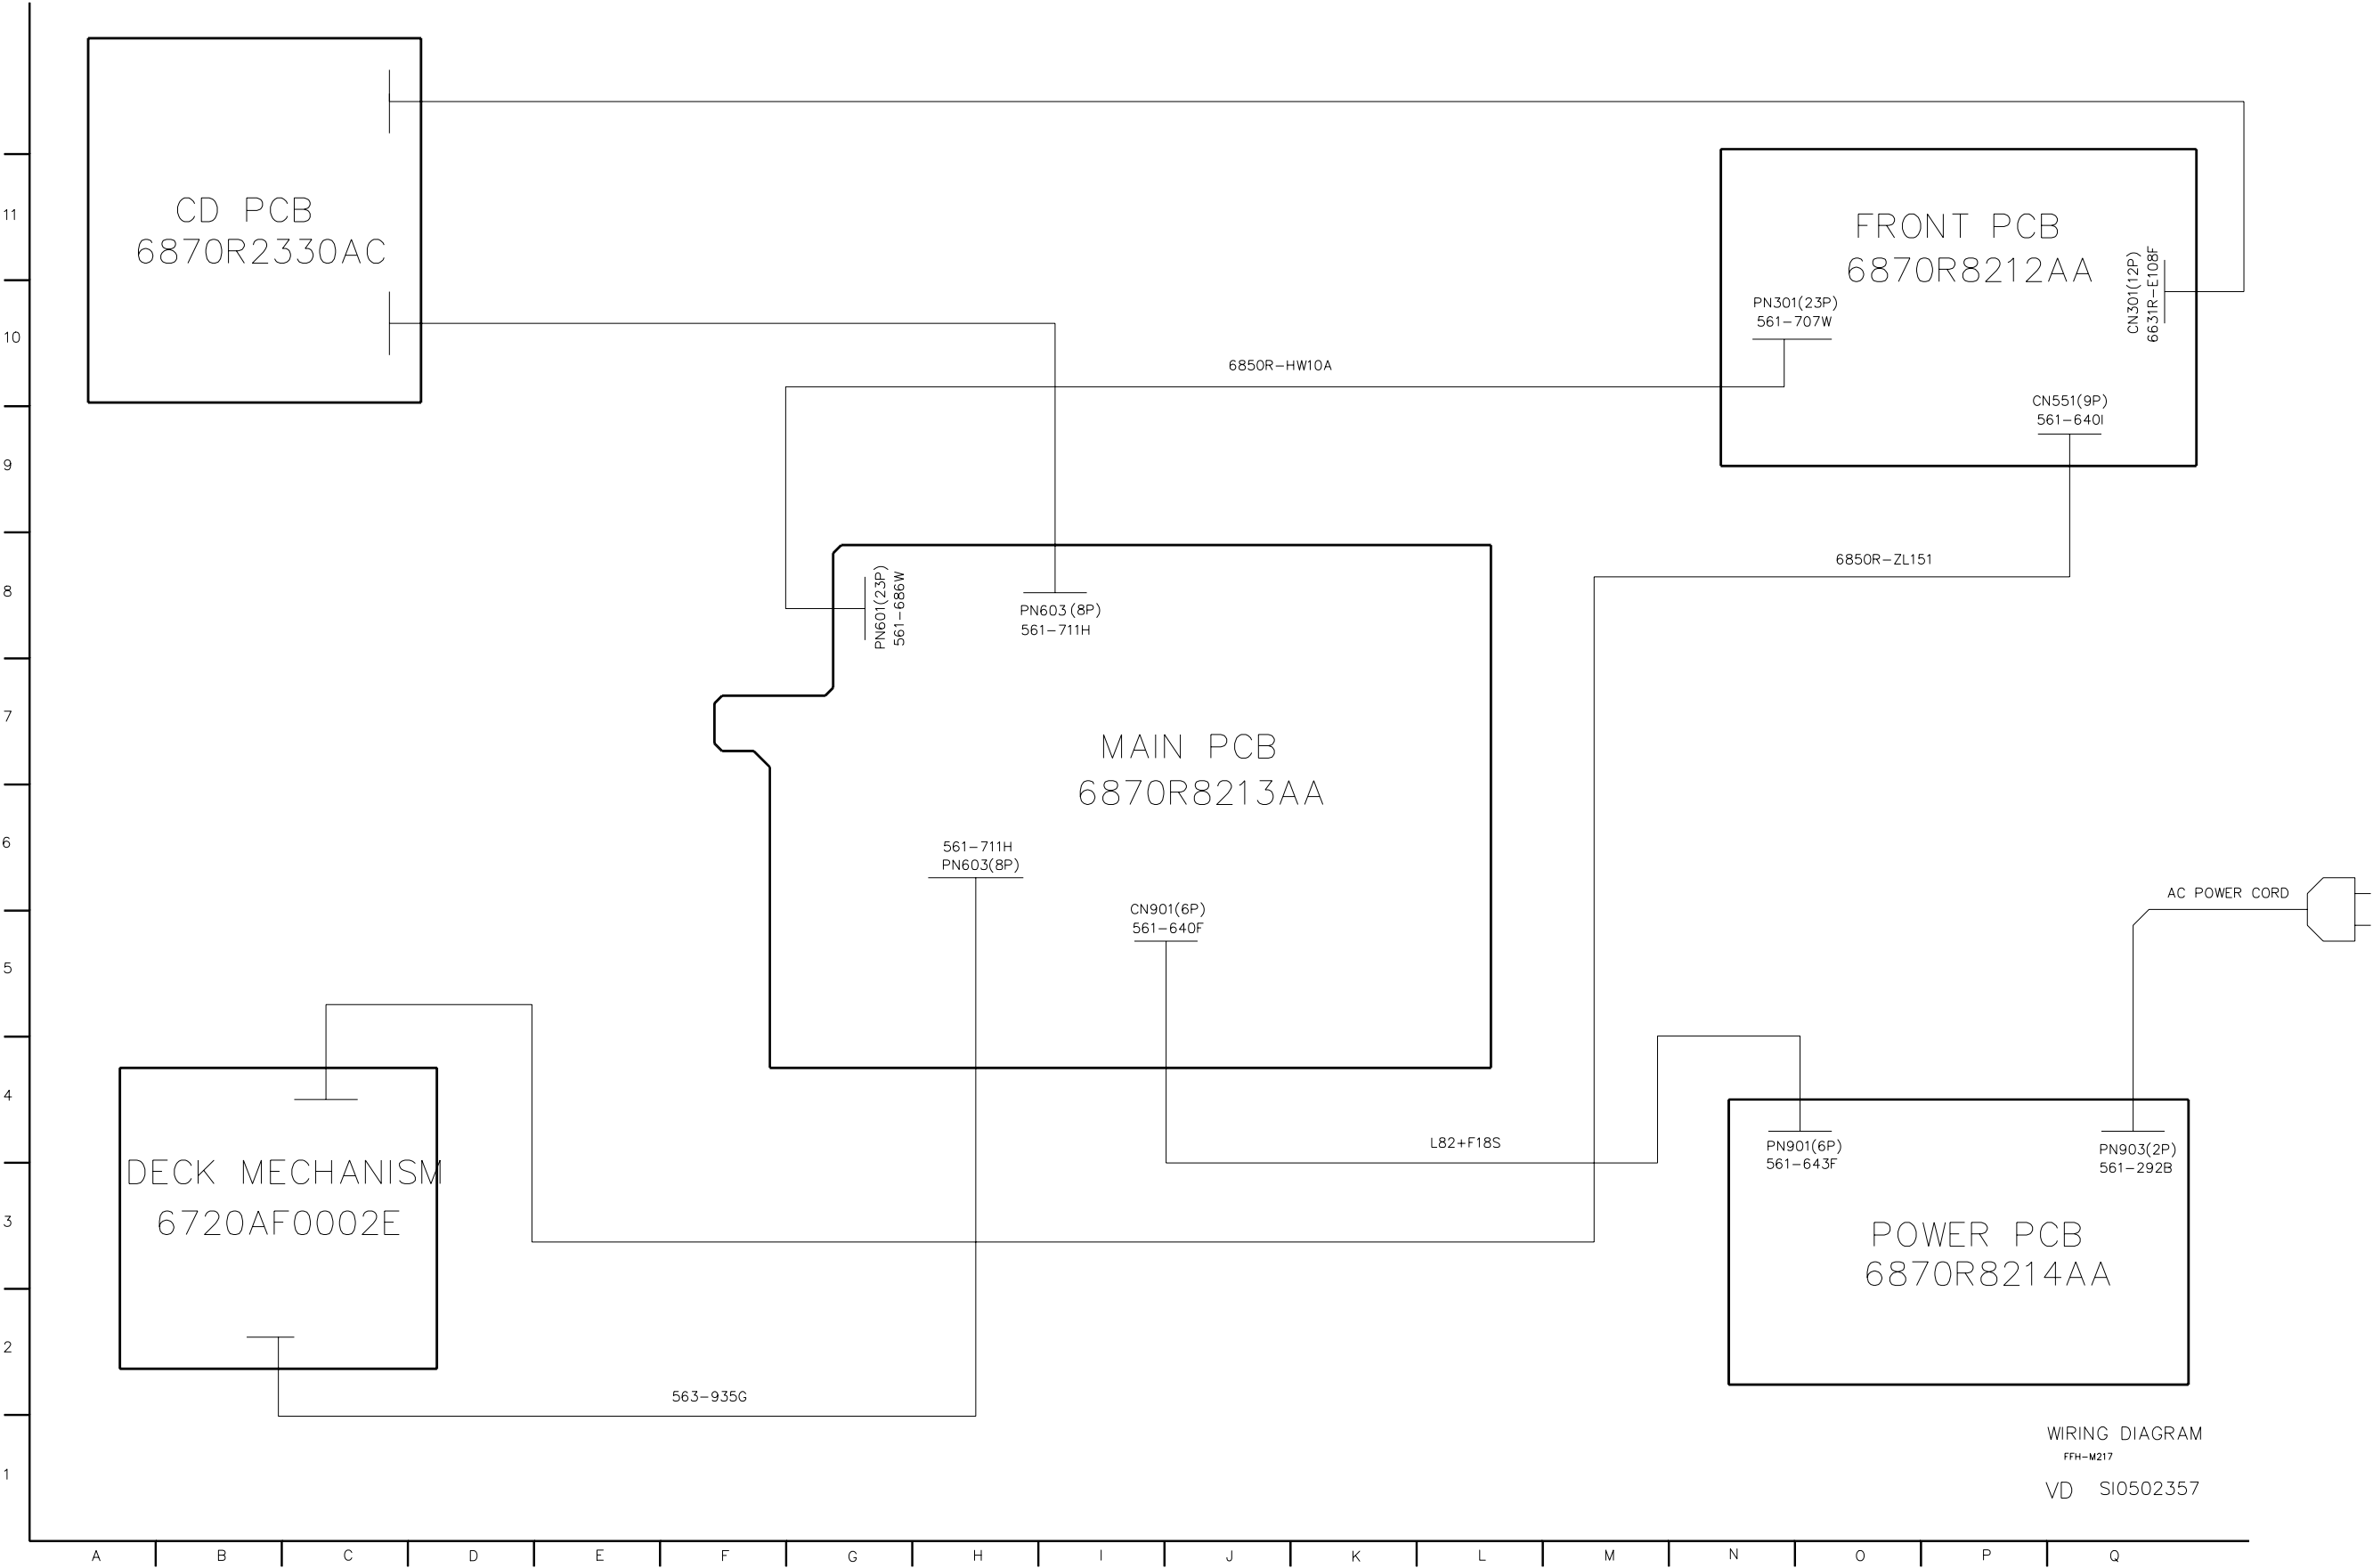 CD PCB
6870R2330AC
FRONT PCB
6870R8212AA
PN301(23P)
561-707W
CN301(12P)
6631R-E108F
CN551(9P)
561-640I
6850R-HW10A
6850R-ZL151
PN601(23P)
561-686W
PN603(8P)
561-711H
MAIN PCB
6870R8213AA
561-711H
PN603(8P)
CN901(6P)
561-640F
AC POWER CORD
L82+F18S
PN901(6P)
561-643F
PN903(2P)
561-292B
DECK MECHANISM
6720AF0002E
POWER PCB
6870R8214AA
563-935G
WIRING DIAGRAM
FFH-M217
VD SI0502357
11
10
9
8
7
6
5
4
3
2
1
A B C D E F G H I J K L M N O P Q